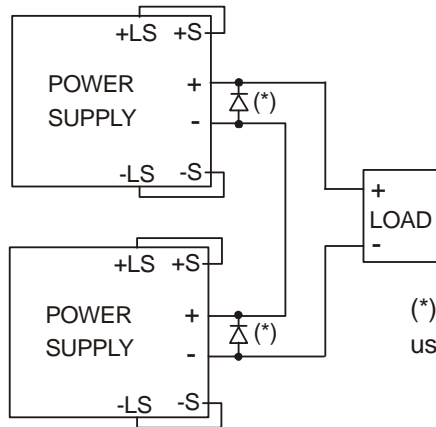 +LS +S
POWER
SUPPLY
+
-
(*)
-LS -S
+
LOAD
-
+LS +S
POWER
SUPPLY
+
-
(*)
-LS -S
(*)
us